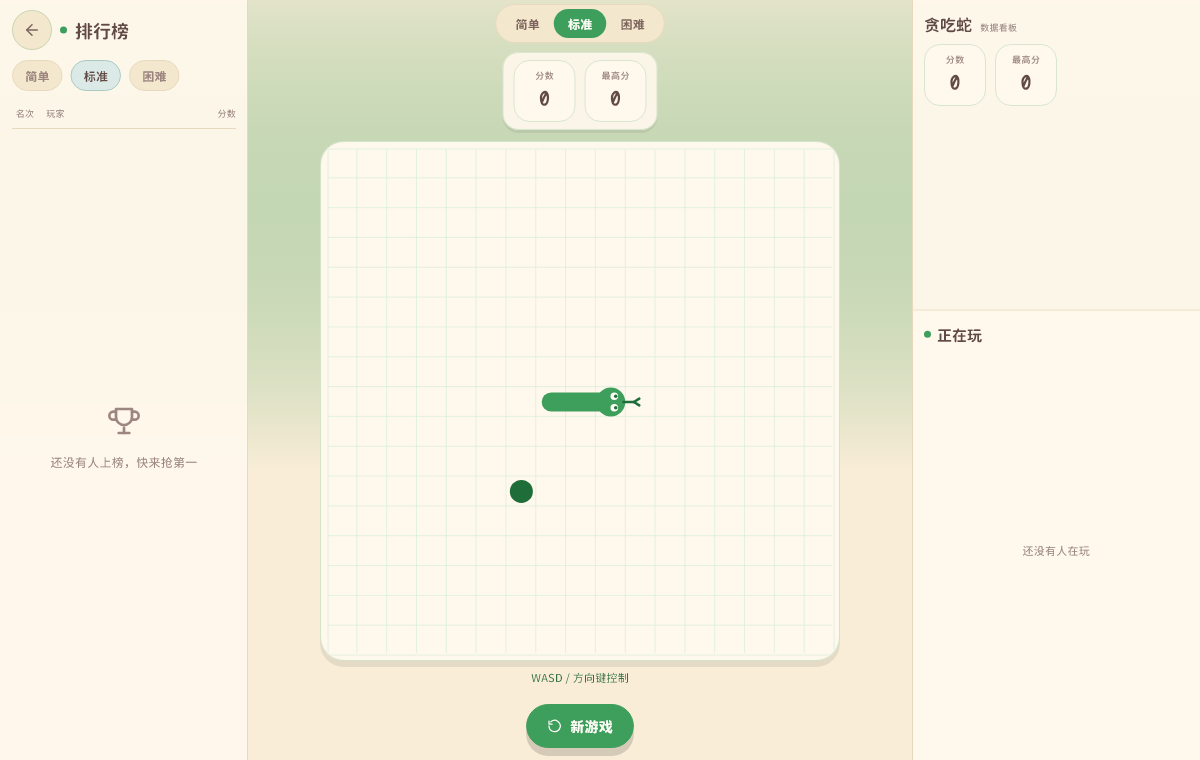 排行榜
简单 标准 困难
名次 玩家 分数
还没有人上榜，快来抢第一
简单 标准 困难
分数 最高分
0 0
WASD / 方向键控制
新游戏
贪吃蛇 数据看板
分数 最高分
0 0
正在玩
还没有人在玩